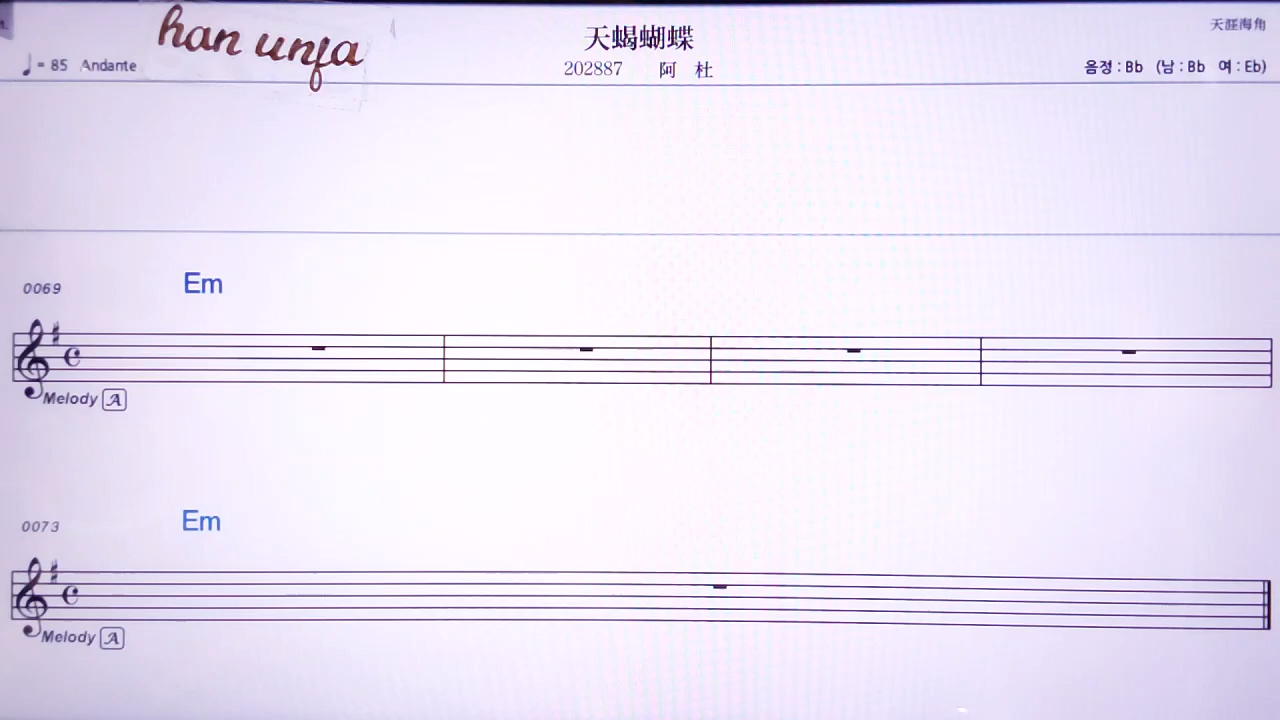 han unfa
天蝎蝴蝶
天涯海角
♩= 85 Andante
202887 阿 杜
음정 : Bb (남 : Bb 여 : Eb)
0069 Em
Melody A
0073 Em
Melody A